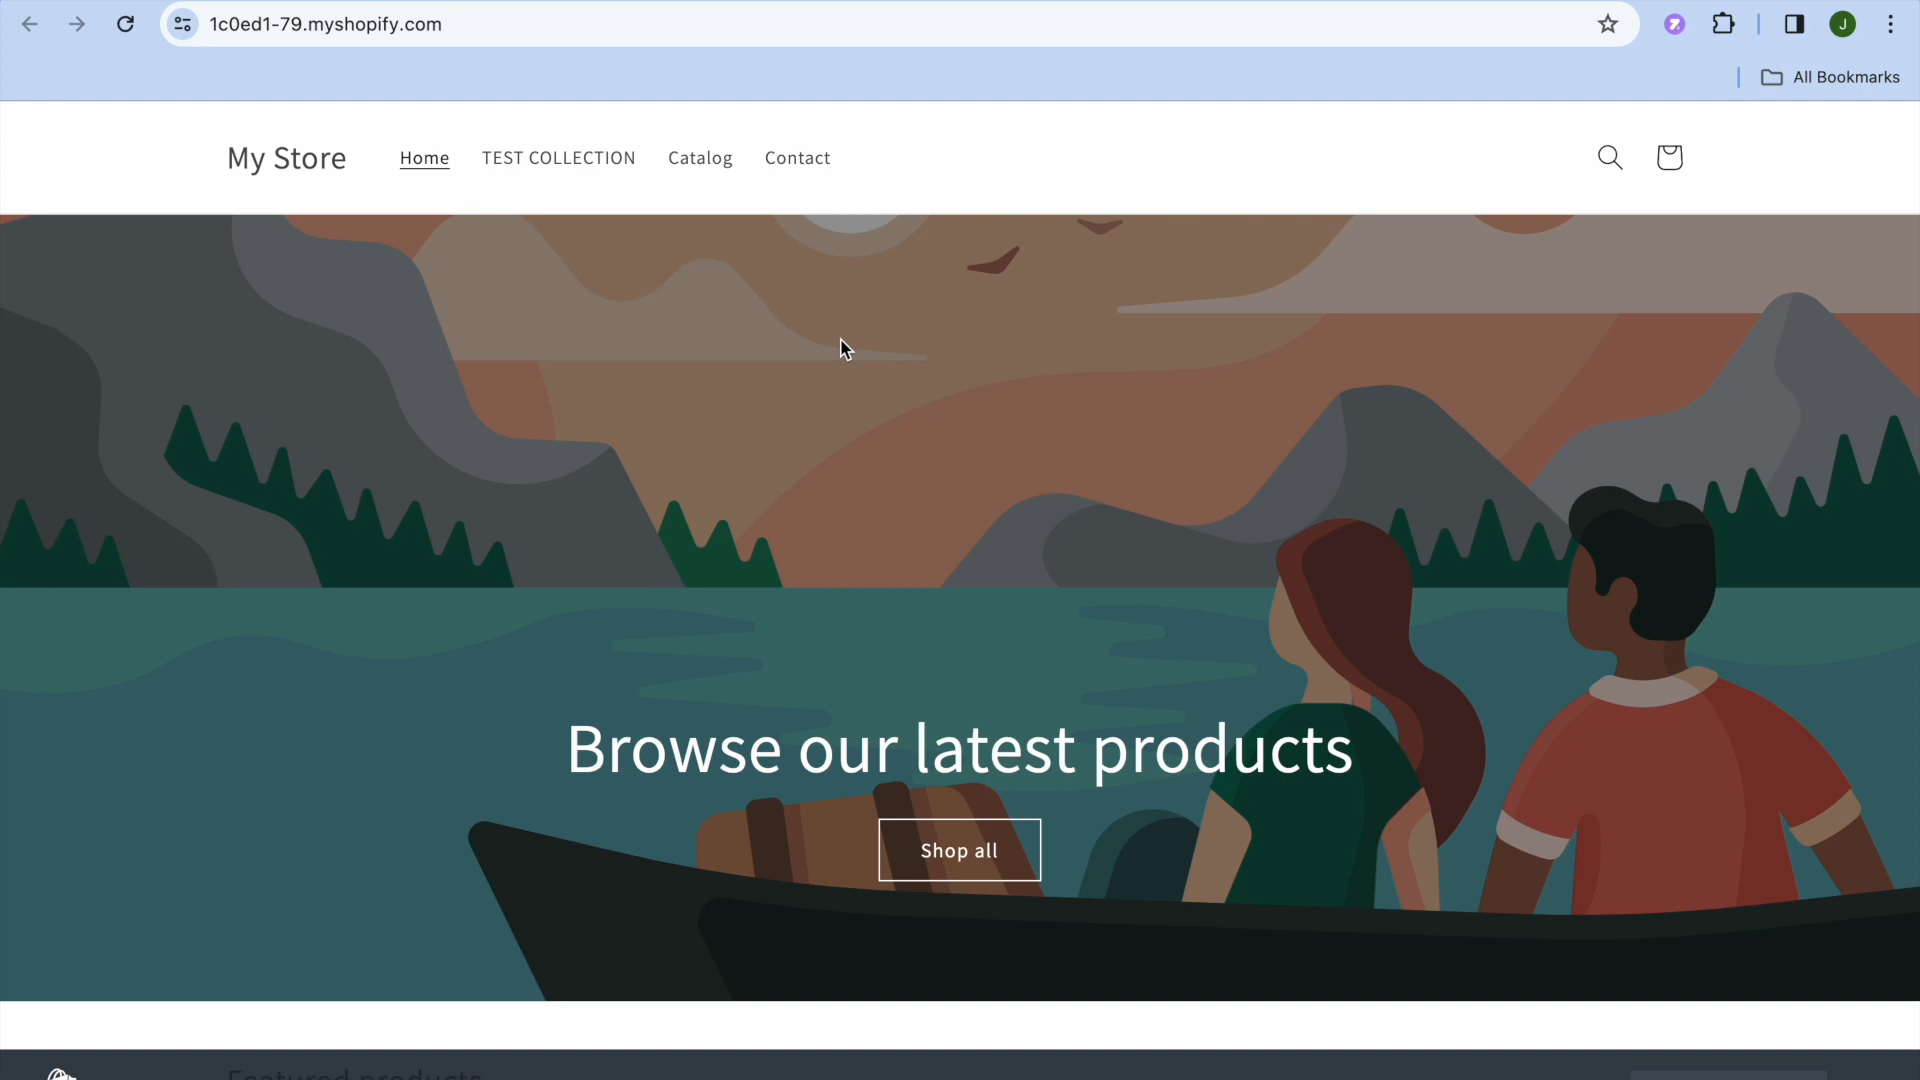 1c0ed1-79.myshopify.com
J
All Bookmarks
My Store
Home
TEST COLLECTION
Catalog
Contact
Browse our latest products
Shop all
Featured products